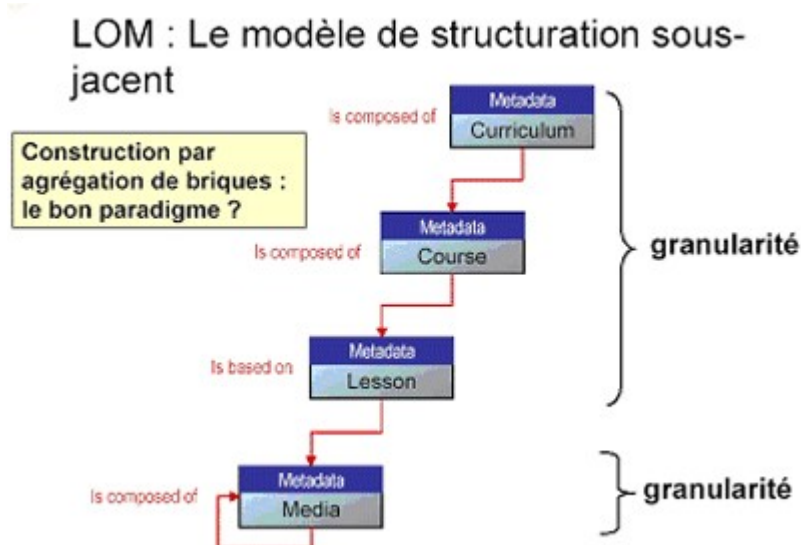 LOM : Le modèle de structuration sous-
jacent
Is composed of
Metadata
Curriculum
Construction par
agrégation de briques :
le bon paradigme ?
Metadata
Is composed of
Course
granularité
Metadata
Is based on
Lesson
Metadata
Is composed of
Media
granularité